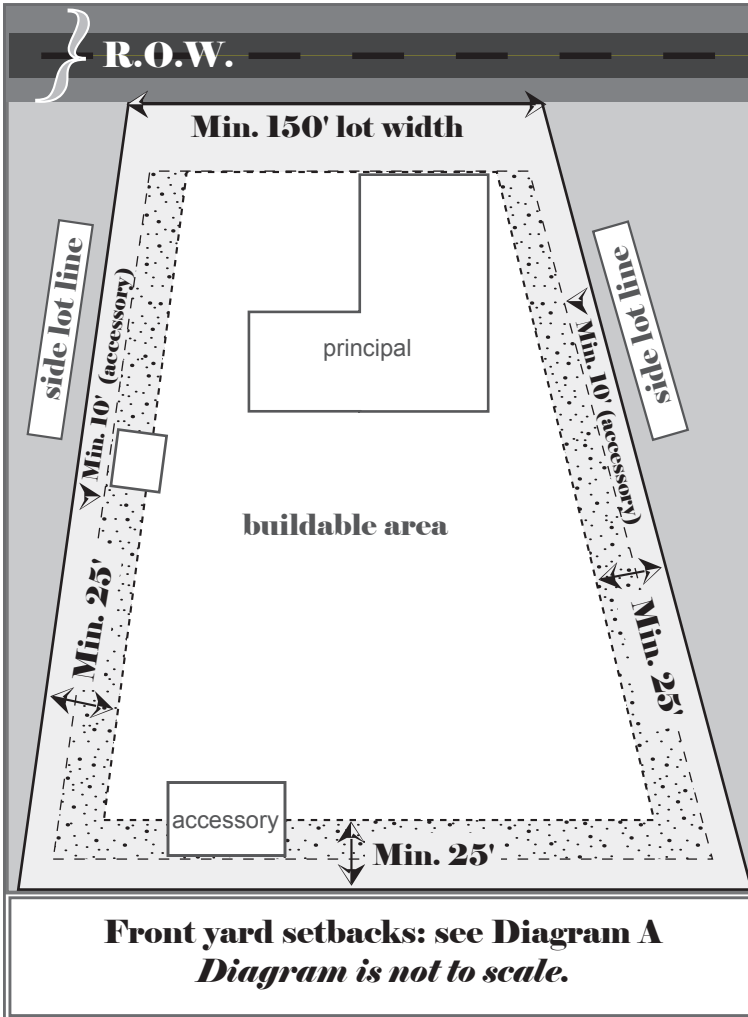 R.O.W.
Min. 150' lot width
side lot line
side lot line
Min. 10' (accessory)
Min. 10' (accessory)
principal
buildable area
Min. 25'
Min. 25'
accessory
Min. 25'
Front yard setbacks: see Diagram A
Diagram is not to scale.